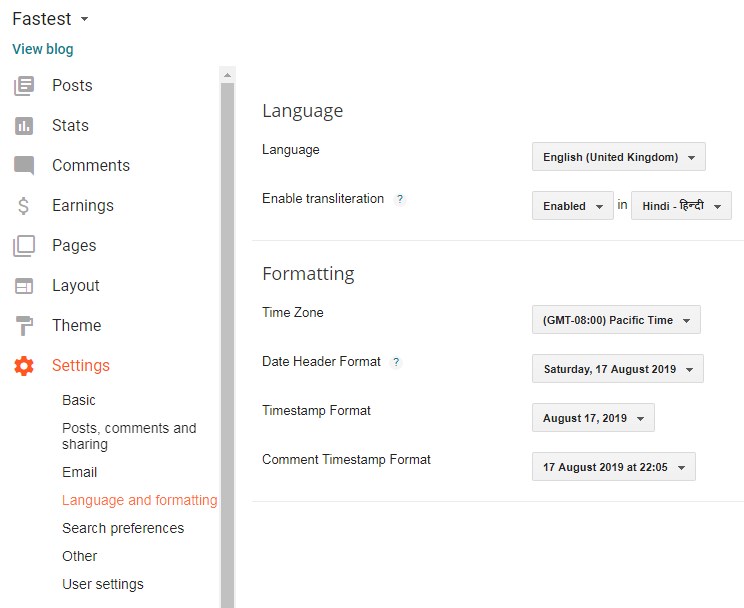 Fastest
View blog
Posts
Stats
Comments
Earnings
Pages
Layout
Theme
Settings
Basic
Posts, comments and
sharing
Email
Language and formatting
Search preferences
Other
User settings
Language
Language English (United Kingdom)
Enable transliteration ? Enabled in Hindi - हिन्दी
Formatting
Time Zone (GMT-08:00) Pacific Time
Date Header Format ? Saturday, 17 August 2019
Timestamp Format August 17, 2019
Comment Timestamp Format 17 August 2019 at 22:05